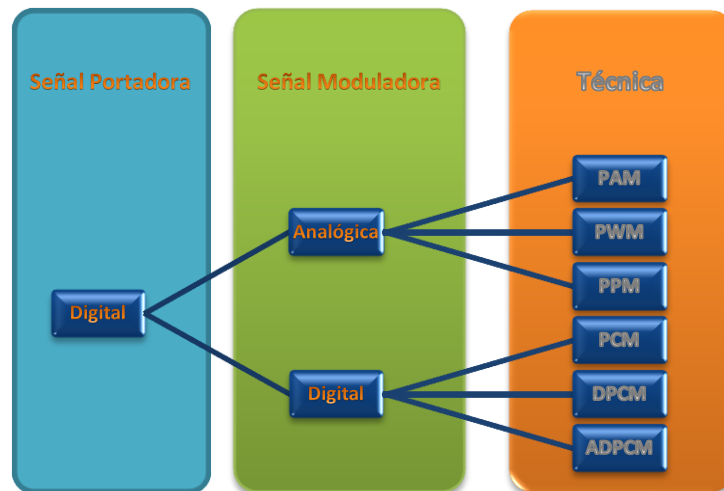 Señal Portadora
Señal Moduladora
Técnica
PAM
Analógica
PWM
PPM
Digital
PCM
Digital
DPCM
ADPCM